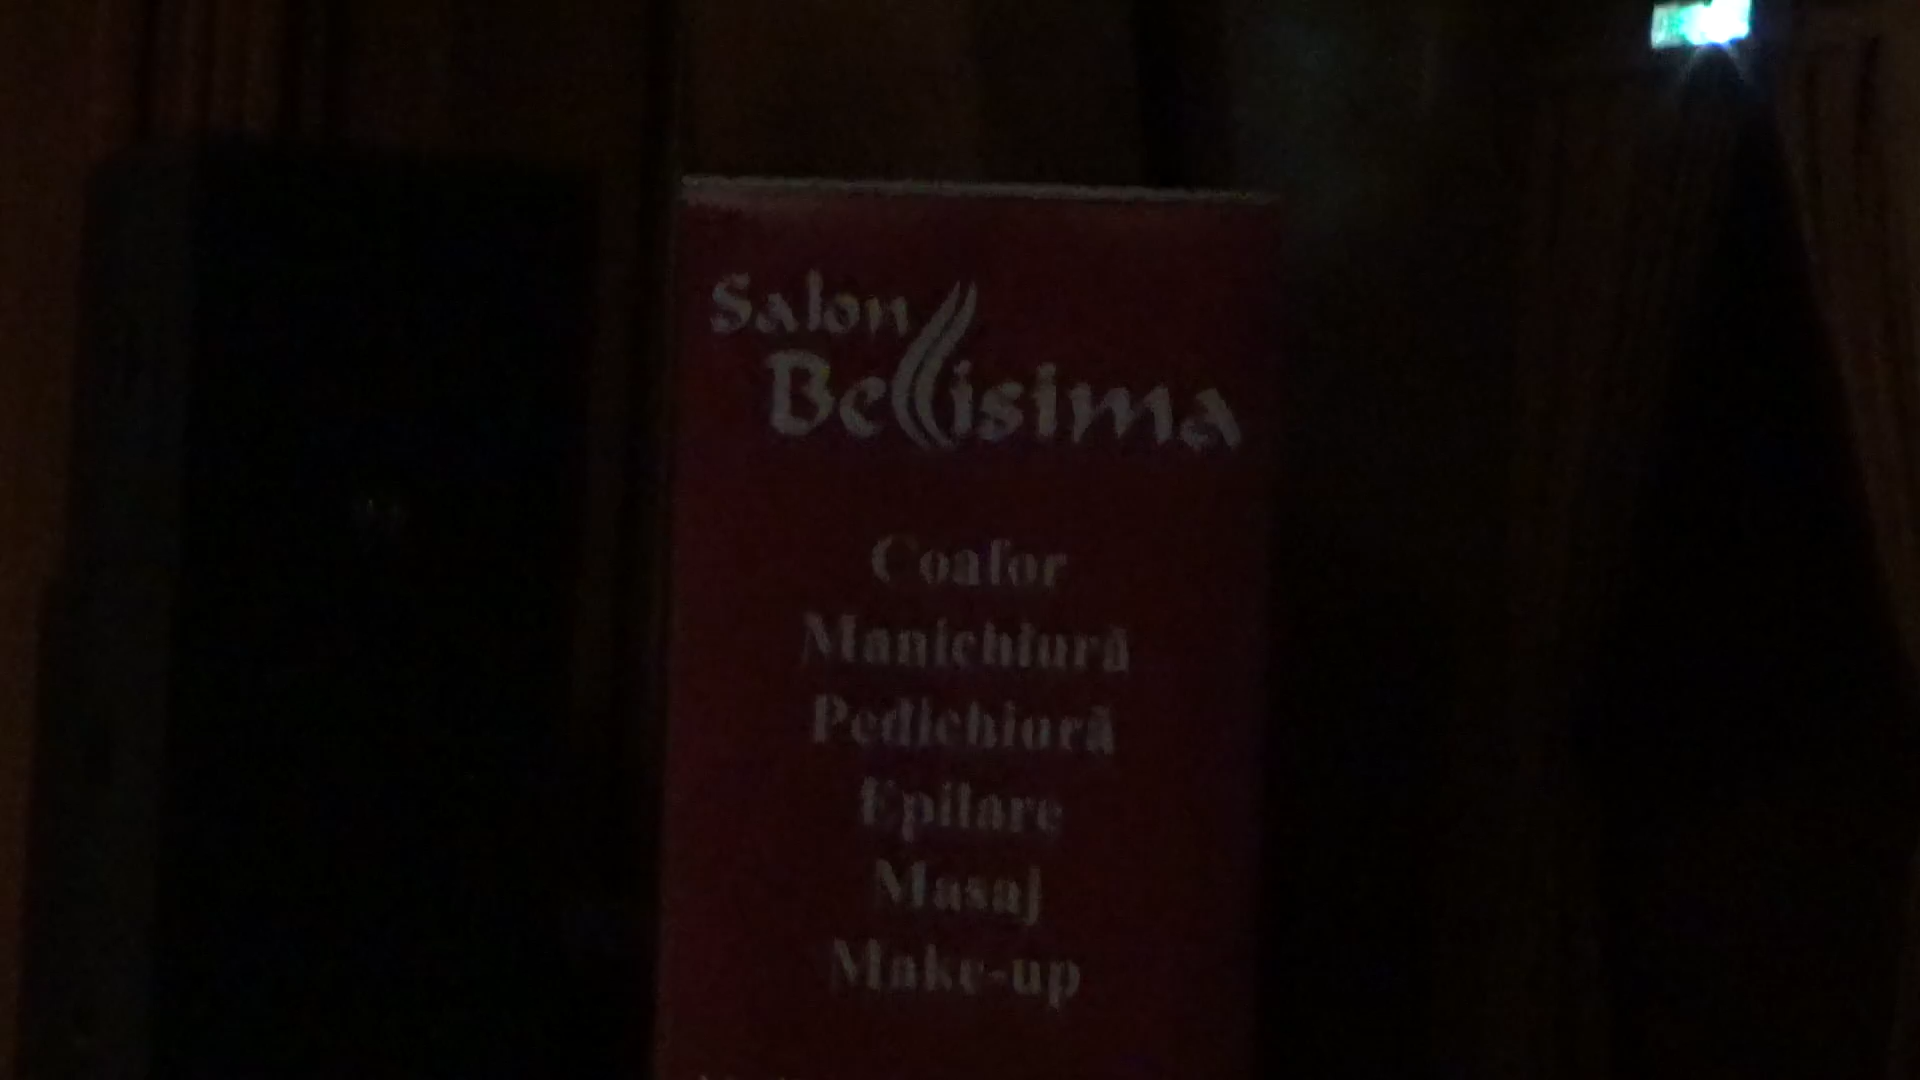 Salon
Bellisima
Coafor
Manichiură
Pedichiură
Epilare
Masaj
Make-up